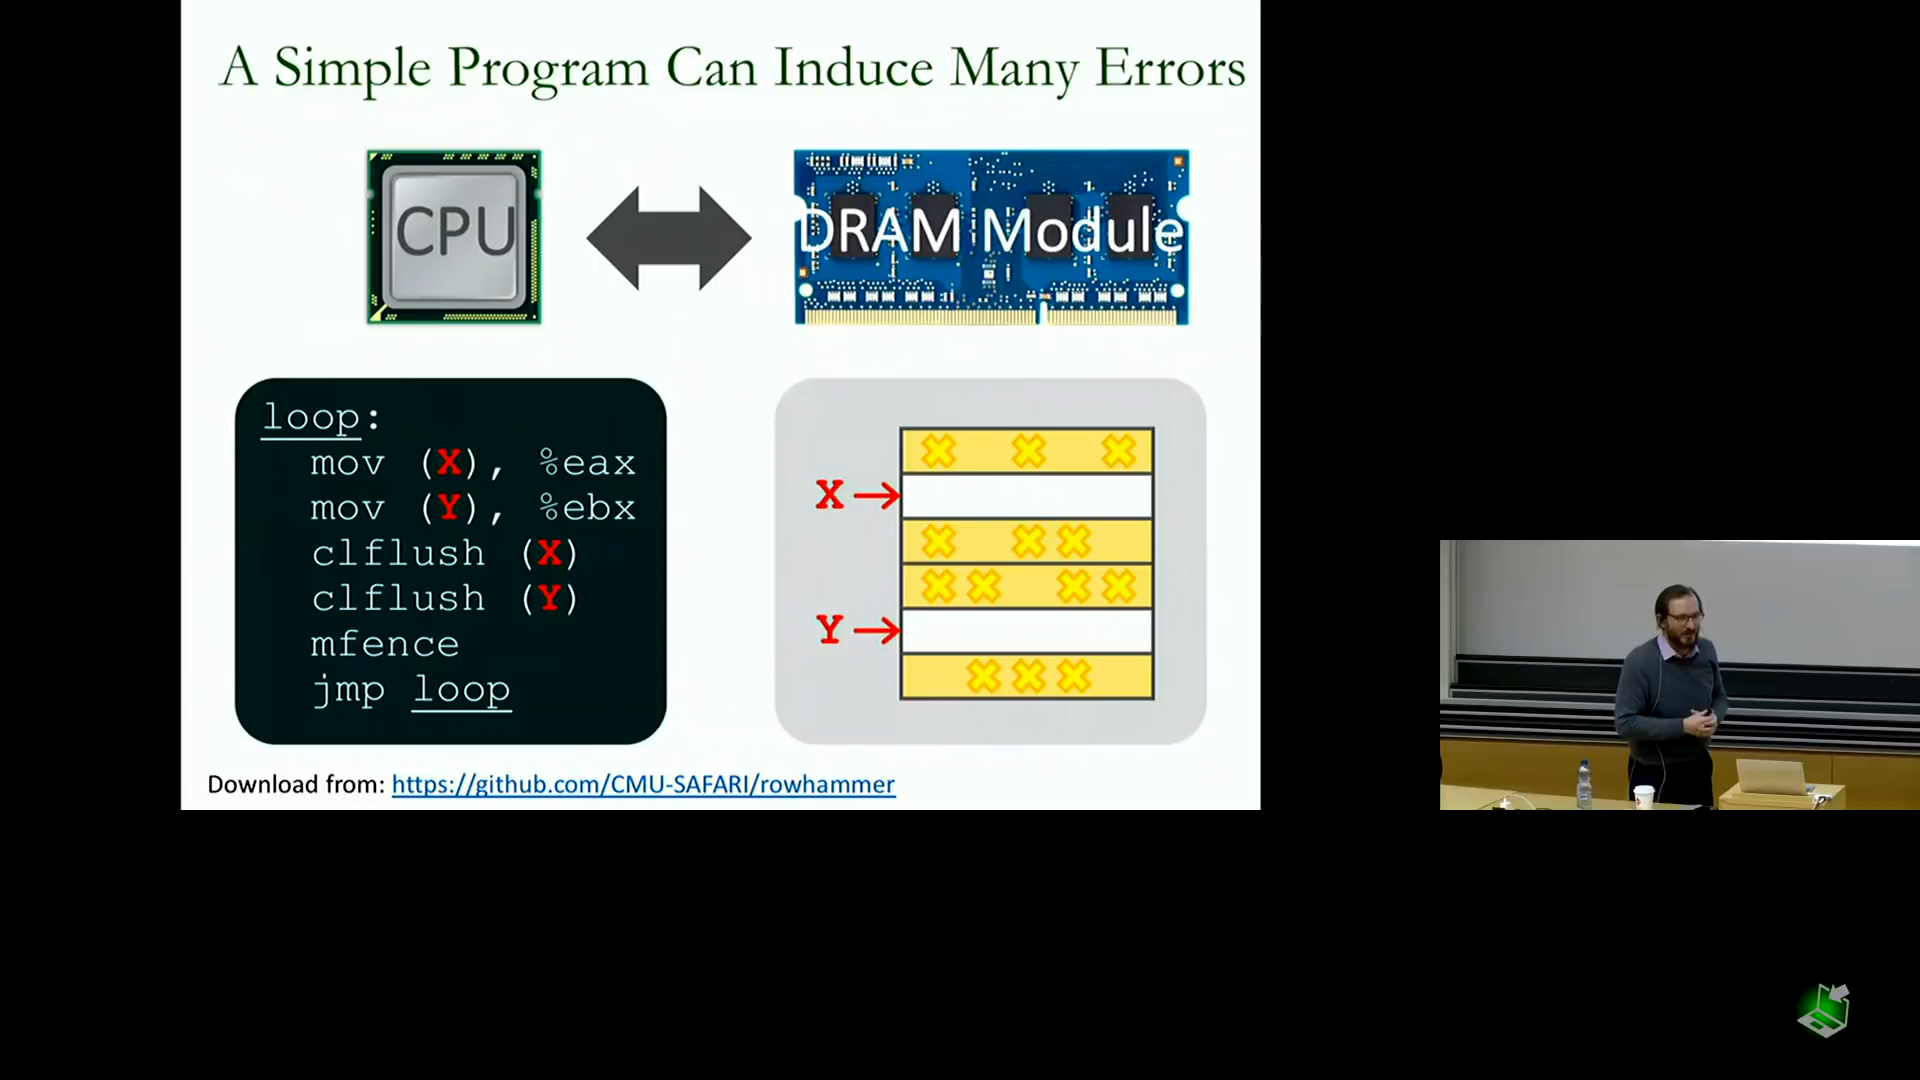 A Simple Program Can Induce Many Errors
CPU
DRAM Module
loop:
mov (X), %eax
mov (Y), %ebx
clflush (X)
clflush (Y)
mfence
jmp loop
X
Y
Download from: https://github.com/CMU-SAFARI/rowhammer